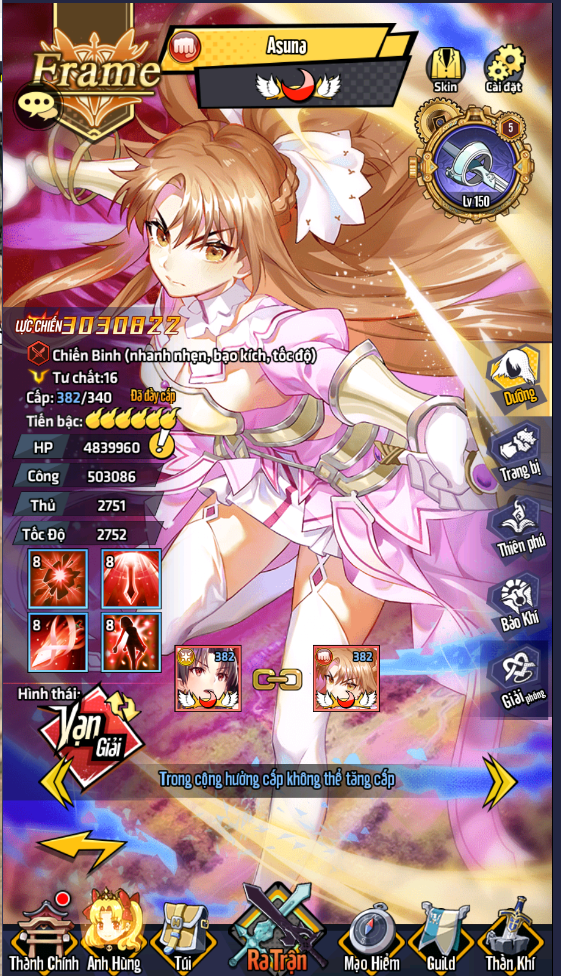 Frame
Asuna
Skin
Cài đặt
5
Lv 150
LỰC CHIẾN 3030822
Chiến Binh (nhanh nhẹn, bạo kích, tốc độ)
Tư chất:16
Cấp: 382/340
Đã đầy cấp
Tiến bậc:
HP 4839960
Công 503086
Thủ 2751
Tốc Độ 2752
8 8
8 8
Dưỡng
Trang bị
Thiên phú
Bảo Khí
Giải phóng
382 382
Hình thái:
Vạn Giải
Trong cộng hưởng cấp không thể tăng cấp
Thành Chính
Anh Hùng
Túi
Ra Trận
Mạo Hiểm
Guild
Thần Khí